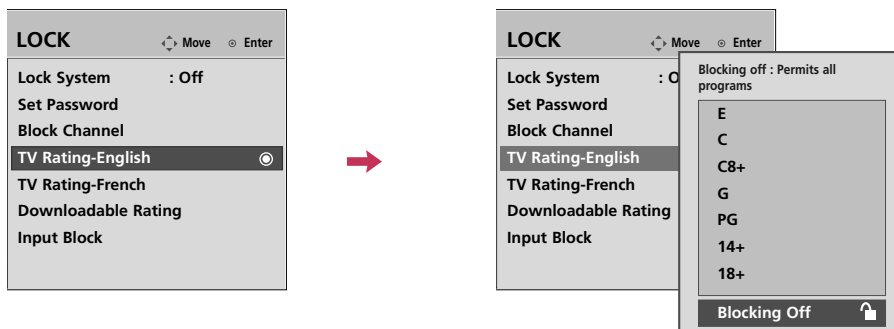 LOCK
Move Enter
Lock System : Off
Set Password
Block Channel
TV Rating-English
TV Rating-French
Downloadable Rating
Input Block
LOCK
Move Enter
Lock System : O
Set Password
Block Channel
TV Rating-English
TV Rating-French
Downloadable Rating
Input Block
Blocking off : Permits all
programs
E
C
C8+
G
PG
14+
18+
Blocking Off